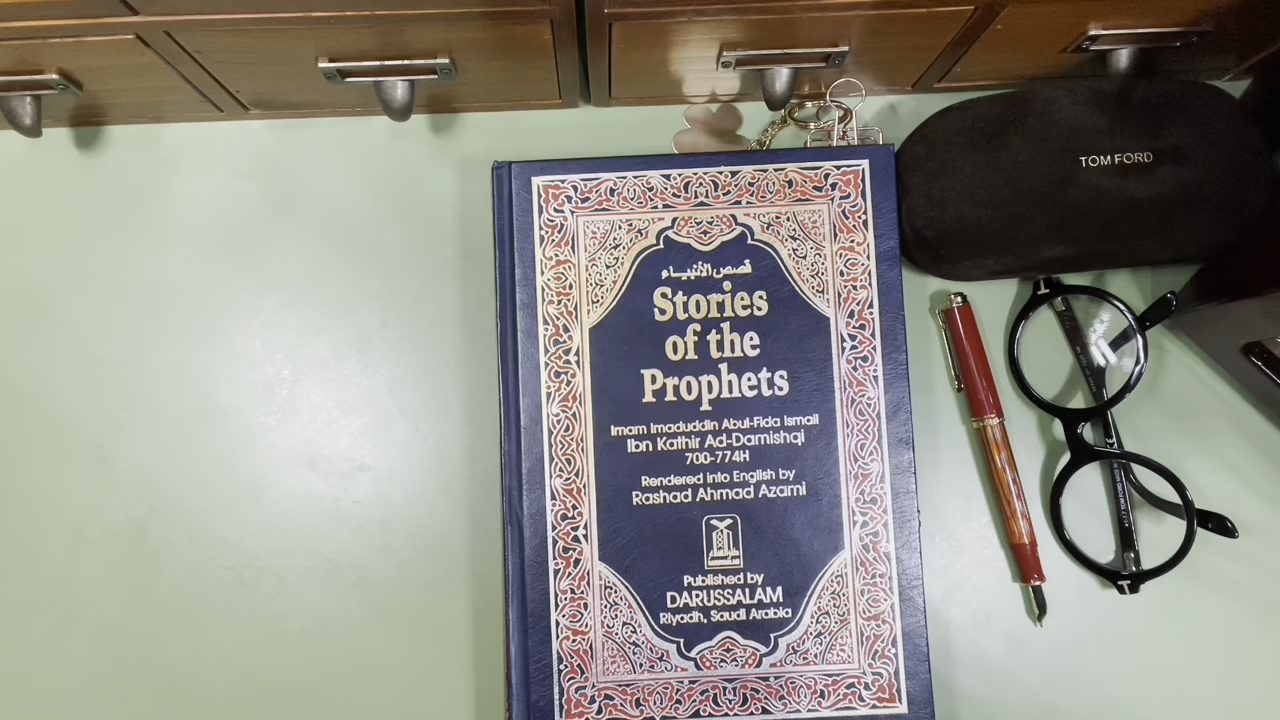 قصص الأنبياء
Stories
of the
Prophets
Imam Imaduddin Abul-Fida Ismail
Ibn Kathir Ad-Damishqi
700-774H
Rendered into English by
Rashad Ahmad Azami
DARUSSALAM
Published by
DARUSSALAM
Riyadh, Saudi Arabia
TOM FORD